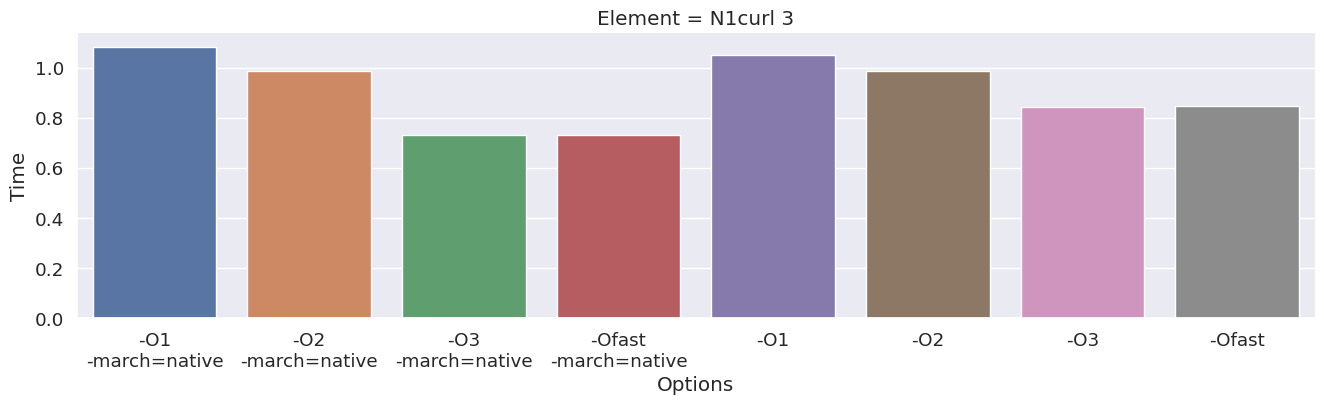 Element = N1curl 3
Time
1.0
0.8
0.6
0.4
0.2
0.0
-O1 -O2 -O3 -Ofast -O1 -O2 -O3 -Ofast
-march=native -march=native -march=native -march=native
Options